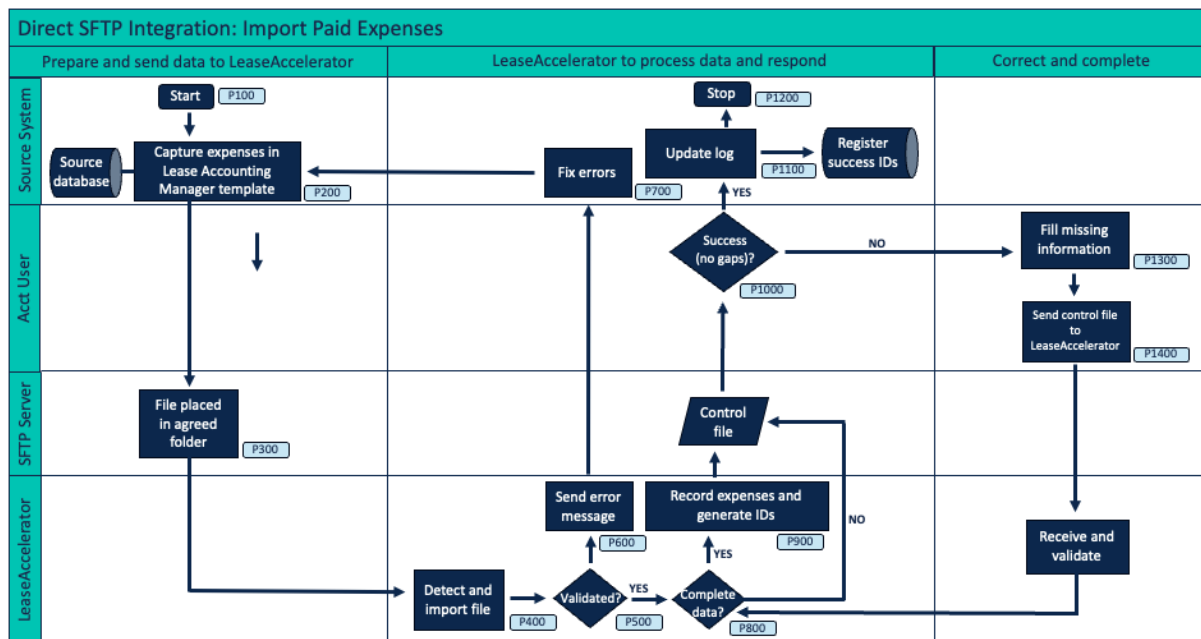 Direct SFTP Integration: Import Paid Expenses
Prepare and send data to LeaseAccelerator
LeaseAccelerator to process data and respond
Correct and complete
Source System
Start
P100
Source
database
Capture expenses in
Lease Accounting
Manager template
P200
Fix errors
P700
Stop
P1200
Update log
P1100
Register
success IDs
YES
Acct User
Success
(no gaps)?
P1000
NO
Fill missing
information
P1300
Send control file
to
LeaseAccelerator
P1400
SFTP Server
File placed
in agreed
folder
P300
Control
file
LeaseAccelerator
Send error
message
P600
Record expenses and
generate IDs
P900
NO
Receive and
validate
YES
Detect and
import file
P400
Validated?
P500
YES
Complete
data?
P800